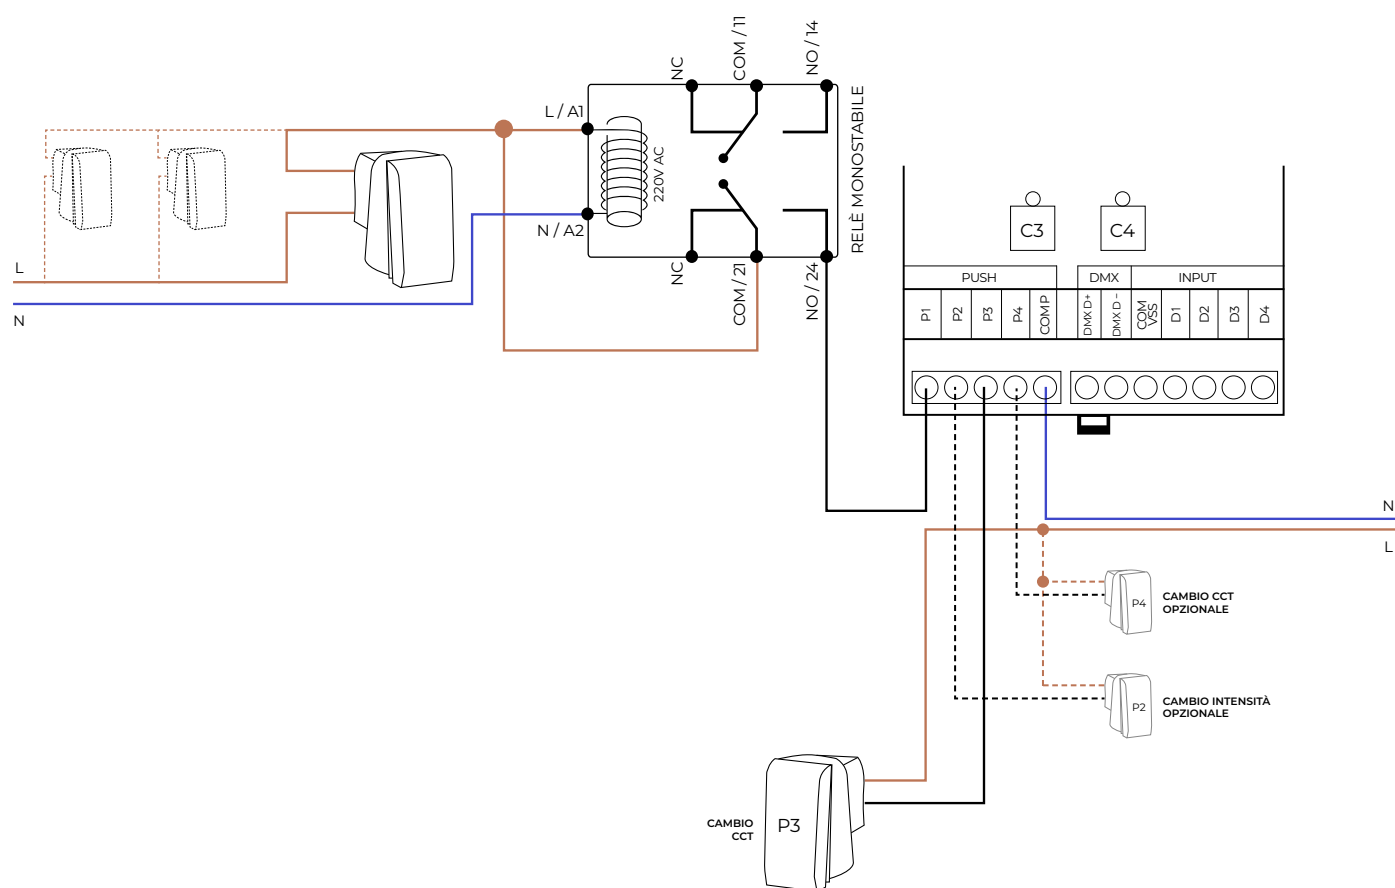 NC
COM / 11
NO / 14
L / A1
220V AC
N / A2
RELÈ MONOSTABILE
NC
COM / 21
NO / 24
L
N
C3
C4
PUSH
DMX
INPUT
P1
P2
P3
P4
COM P
DMX D+
DMX D -
COM
VSS
D1
D2
D3
D4
N
L
P4
CAMBIO CCT
OPZIONALE
P2
CAMBIO INTENSITÀ
OPZIONALE
CAMBIO
CCT
P3